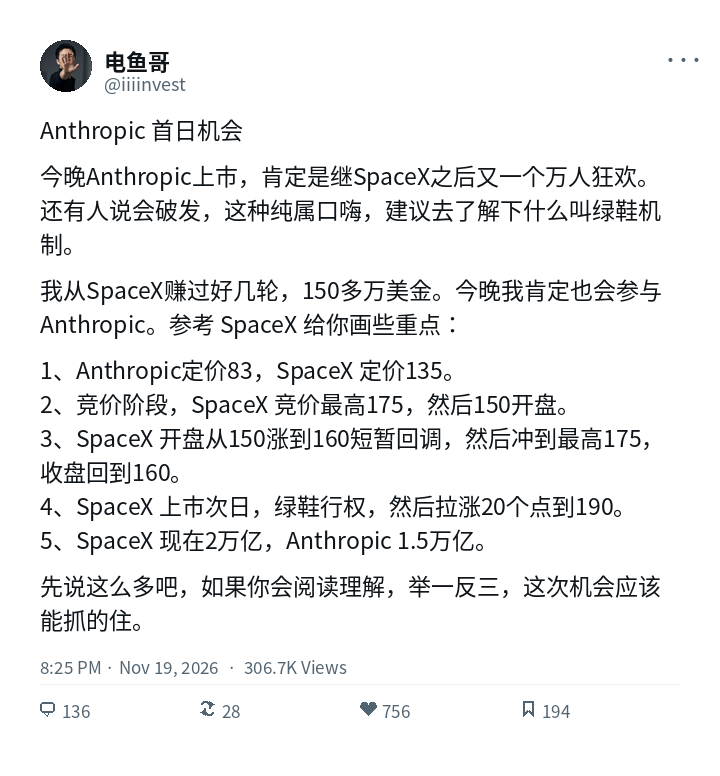 电鱼哥
@iiiinvest
Anthropic 首日机会
今晚Anthropic上市，肯定是继SpaceX之后又一个万人狂欢。
还有人说会破发，这种纯属口嗨，建议去了解下什么叫绿鞋机
制。
我从SpaceX赚过好几轮，150多万美金。今晚我肯定也会参与
Anthropic。参考 SpaceX 给你画些重点：
1、Anthropic定价83，SpaceX 定价135。
2、竞价阶段，SpaceX 竞价最高175，然后150开盘。
3、SpaceX 开盘从150涨到160短暂回调，然后冲到最高175，
收盘回到160。
4、SpaceX 上市次日，绿鞋行权，然后拉涨20个点到190。
5、SpaceX 现在2万亿，Anthropic 1.5万亿。
先说这么多吧，如果你会阅读理解，举一反三，这次机会应该
能抓的住。
8:25 PM · Nov 19, 2026 · 306.7K Views
136 28 756 194